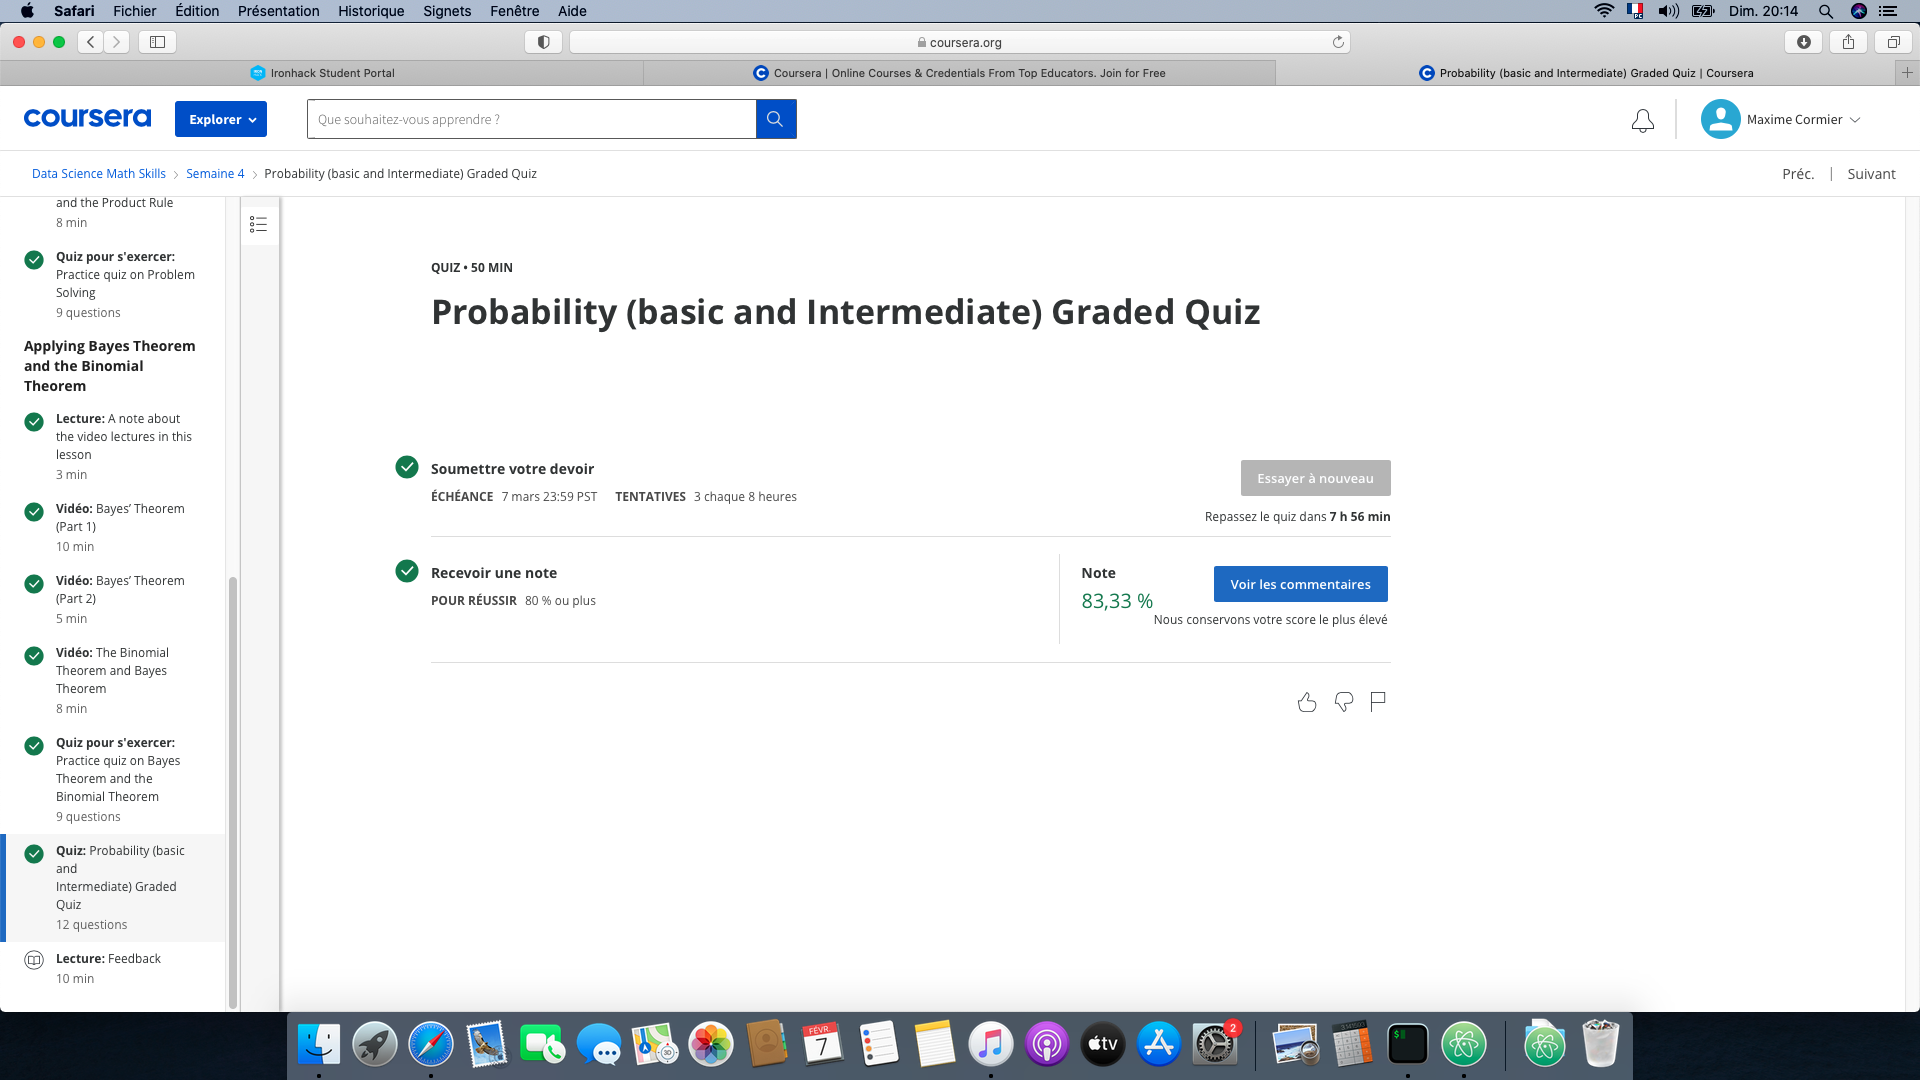 Safari Fichier Édition Présentation Historique Signets Fenêtre Aide Dim. 20:14
coursera.org
Ironhack Student Portal
Coursera | Online Courses & Credentials From Top Educators. Join for Free
Probability (basic and Intermediate) Graded Quiz | Coursera
coursera
Explorer
Que souhaitez-vous apprendre ?
Maxime Cormier
Data Science Math Skills
Semaine 4
Probability (basic and Intermediate) Graded Quiz
Préc.
Suivant
and the Product Rule
8 min
Quiz pour s'exercer:
Practice quiz on Problem
Solving
9 questions
Applying Bayes Theorem
and the Binomial
Theorem
Lecture: A note about
the video lectures in this
lesson
3 min
Vidéo: Bayes’ Theorem
(Part 1)
10 min
Vidéo: Bayes’ Theorem
(Part 2)
5 min
Vidéo: The Binomial
Theorem and Bayes
Theorem
8 min
Quiz pour s'exercer:
Practice quiz on Bayes
Theorem and the
Binomial Theorem
9 questions
Quiz: Probability (basic
and
Intermediate) Graded
Quiz
12 questions
Lecture: Feedback
10 min
QUIZ • 50 MIN
Probability (basic and Intermediate) Graded Quiz
Soumettre votre devoir
ÉCHÉANCE 7 mars 23:59 PST TENTATIVES 3 chaque 8 heures
Essayer à nouveau
Repassez le quiz dans 7 h 56 min
Recevoir une note
POUR RÉUSSIR 80 % ou plus
Note
83,33 %
Voir les commentaires
Nous conservons votre score le plus élevé
FÉVR.
7
tv
2